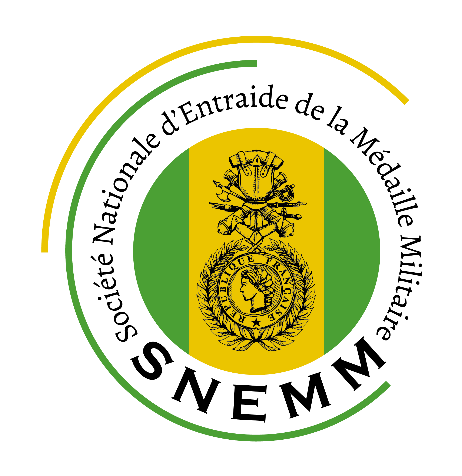 Société Nationale d'Entraide de la Médaille Militaire
RÉPUBLIQUE FRANÇAISE
SNEMM